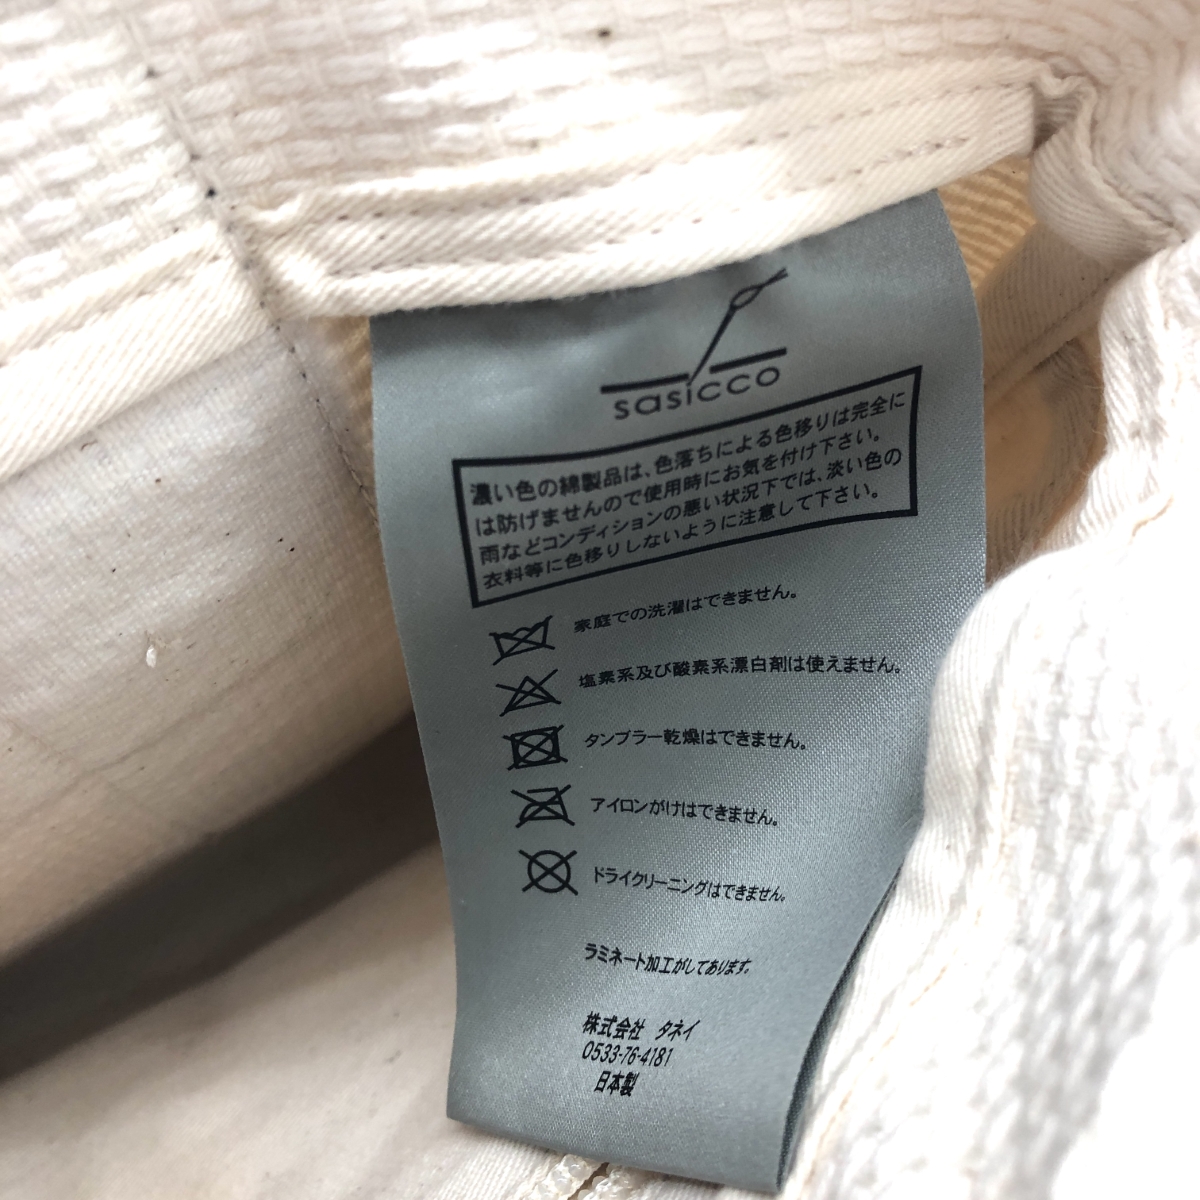 sasicco
濃い色の綿製品は、色落ちによる色移りは完全に
は防げませんので使用時にお気を付け下さい。
雨などコンディションの悪い状況下では、淡い色の
衣料等に色移りしないように注意して下さい。
家庭での洗濯はできません。
塩素系及び酸素系漂白剤は使えません。
タンブラー乾燥はできません。
アイロンがけはできません。
ドライクリーニングはできません。
ラミネート加工がしてあります。
株式会社 タネイ
0533-76-4181
日本製